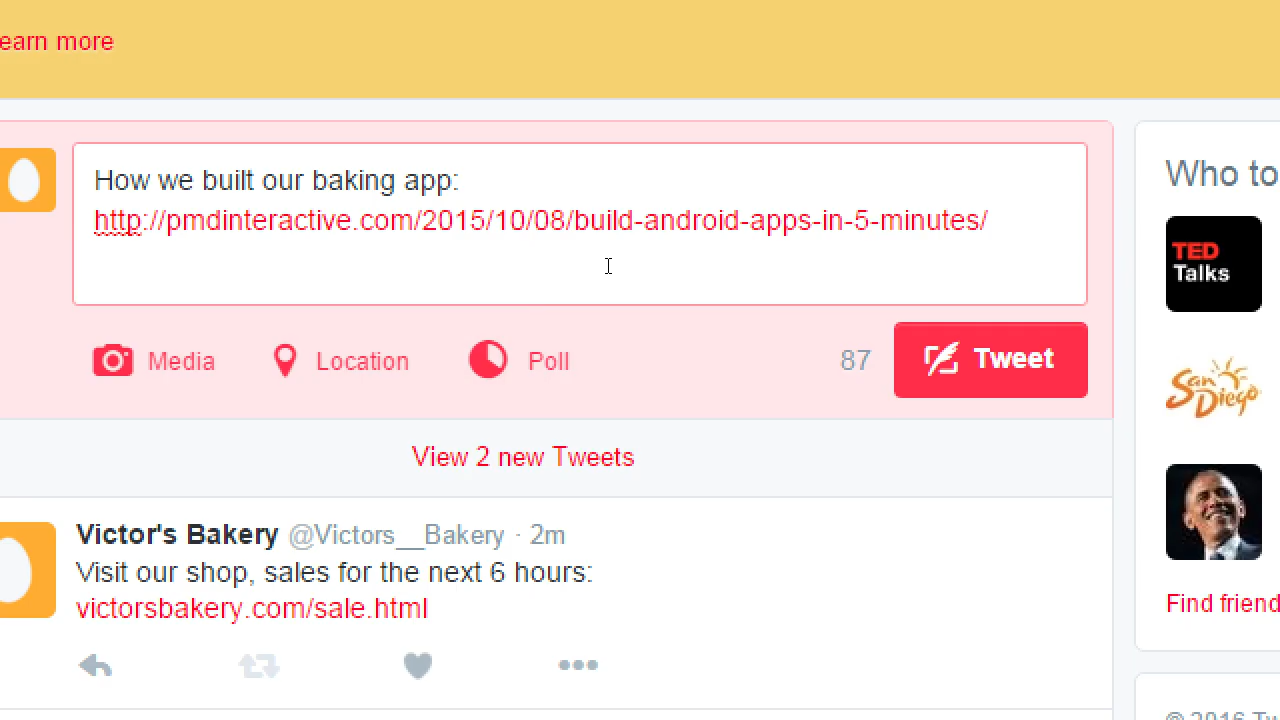 earn more
How we built our baking app:
http://pmdinteractive.com/2015/10/08/build-android-apps-in-5-minutes/
Media
Location
Poll
87
Tweet
View 2 new Tweets
Victor's Bakery @Victors__Bakery · 2m
Visit our shop, sales for the next 6 hours:
victorsbakery.com/sale.html
Who to
TED
Talks
San
Diego
Find friend
© 2016 Tw